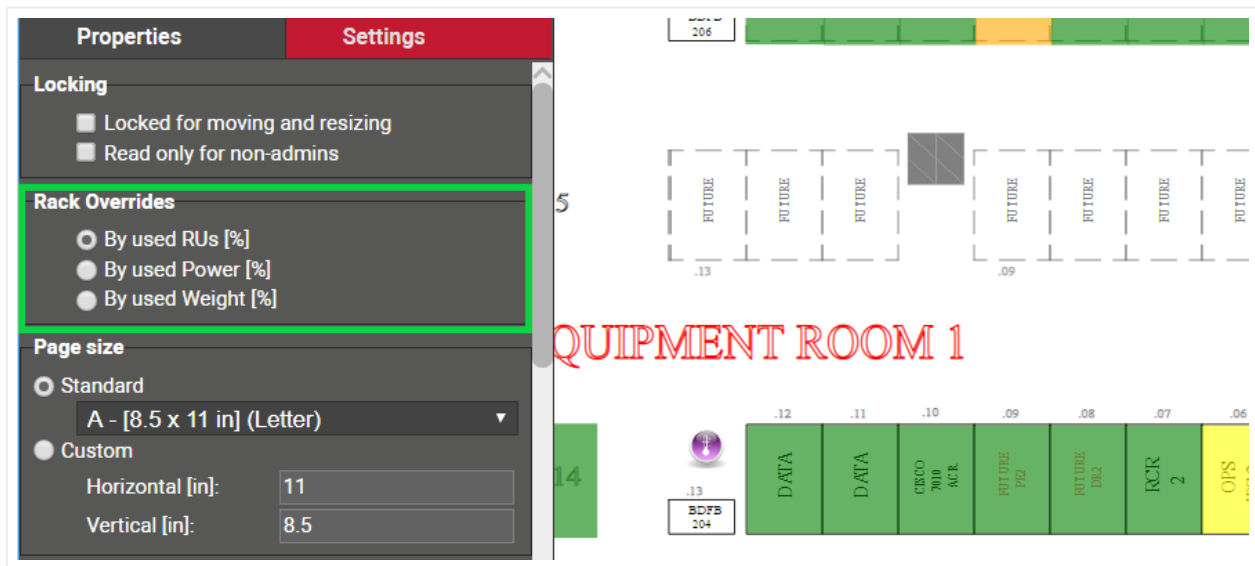 Properties
Settings
Locking
Locked for moving and resizing
Read only for non-admins
Rack Overrides
By used RUs [%]
By used Power [%]
By used Weight [%]
Page size
Standard
A - [8.5 x 11 in] (Letter)
Custom
Horizontal [in]:
11
Vertical [in]:
8.5
206
5
FUTURE
FUTURE
FUTURE
FUTURE
FUTURE
FUTURE
FUTURE
.13
.09
QUIPMENT ROOM 1
14
.12
.11
.10
.09
.08
.07
.06
.13
BDFB
204
DATA
DATA
CISCO
7010
ACR
FUTURE
PE2
FUTURE
DR2
RCR
2
OPS